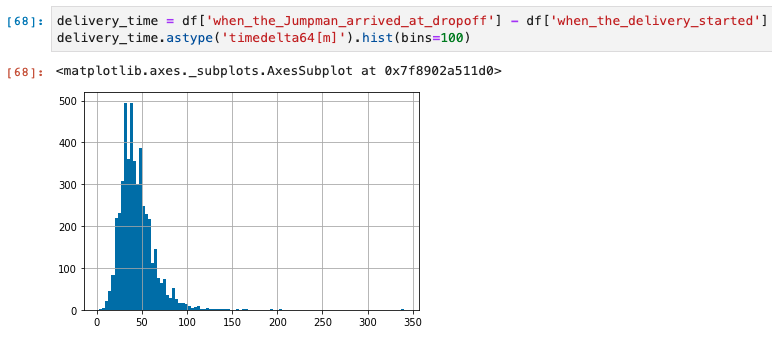 [68]: delivery_time = df['when_the_Jumpman_arrived_at_dropoff'] - df['when_the_delivery_started']
delivery_time.astype('timedelta64[m]').hist(bins=100)
[68]: <matplotlib.axes._subplots.AxesSubplot at 0x7f8902a511d0>
500
400
300
200
100
0
0 50 100 150 200 250 300 350